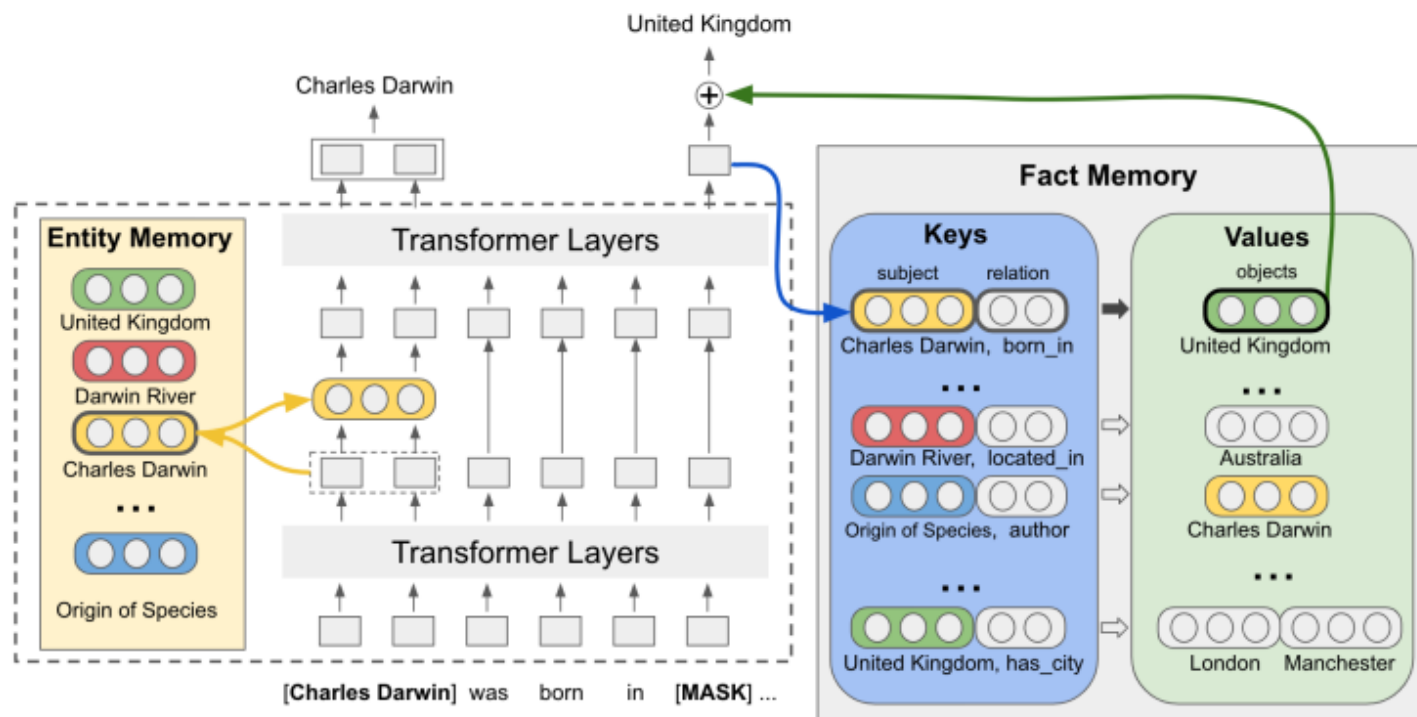 United Kingdom
Charles Darwin
+
Entity Memory
United Kingdom
Darwin River
Charles Darwin
...
Origin of Species
Transformer Layers
Transformer Layers
[Charles Darwin] was born in [MASK] ...
Fact Memory
Keys
subject relation
Charles Darwin, born_in
...
Darwin River, located_in
Origin of Species, author
...
United Kingdom, has_city
Values
objects
United Kingdom
...
Australia
Charles Darwin
...
London Manchester